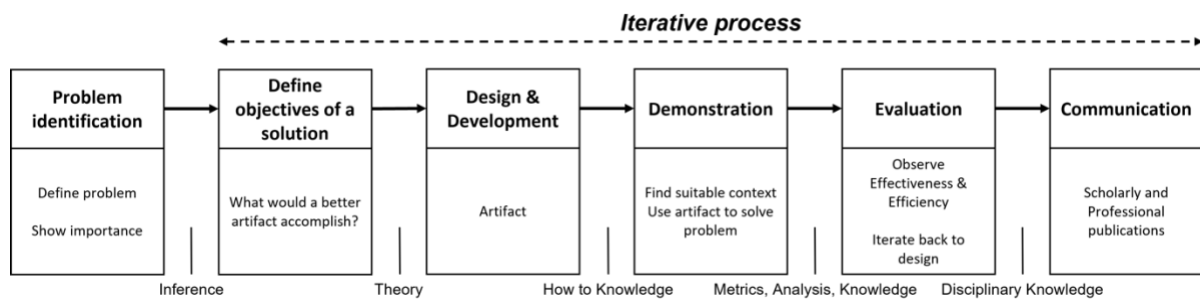 Iterative process
Problem
identification
Define
objectives of a
solution
Design &
Development
Demonstration
Evaluation
Communication
Define problem
Show importance
What would a better
artifact accomplish?
Artifact
Find suitable context
Use artifact to solve
problem
Observe
Effectiveness &
Efficiency
Iterate back to
design
Scholarly and
Professional
publications
Inference
Theory
How to Knowledge
Metrics, Analysis, Knowledge
Disciplinary Knowledge